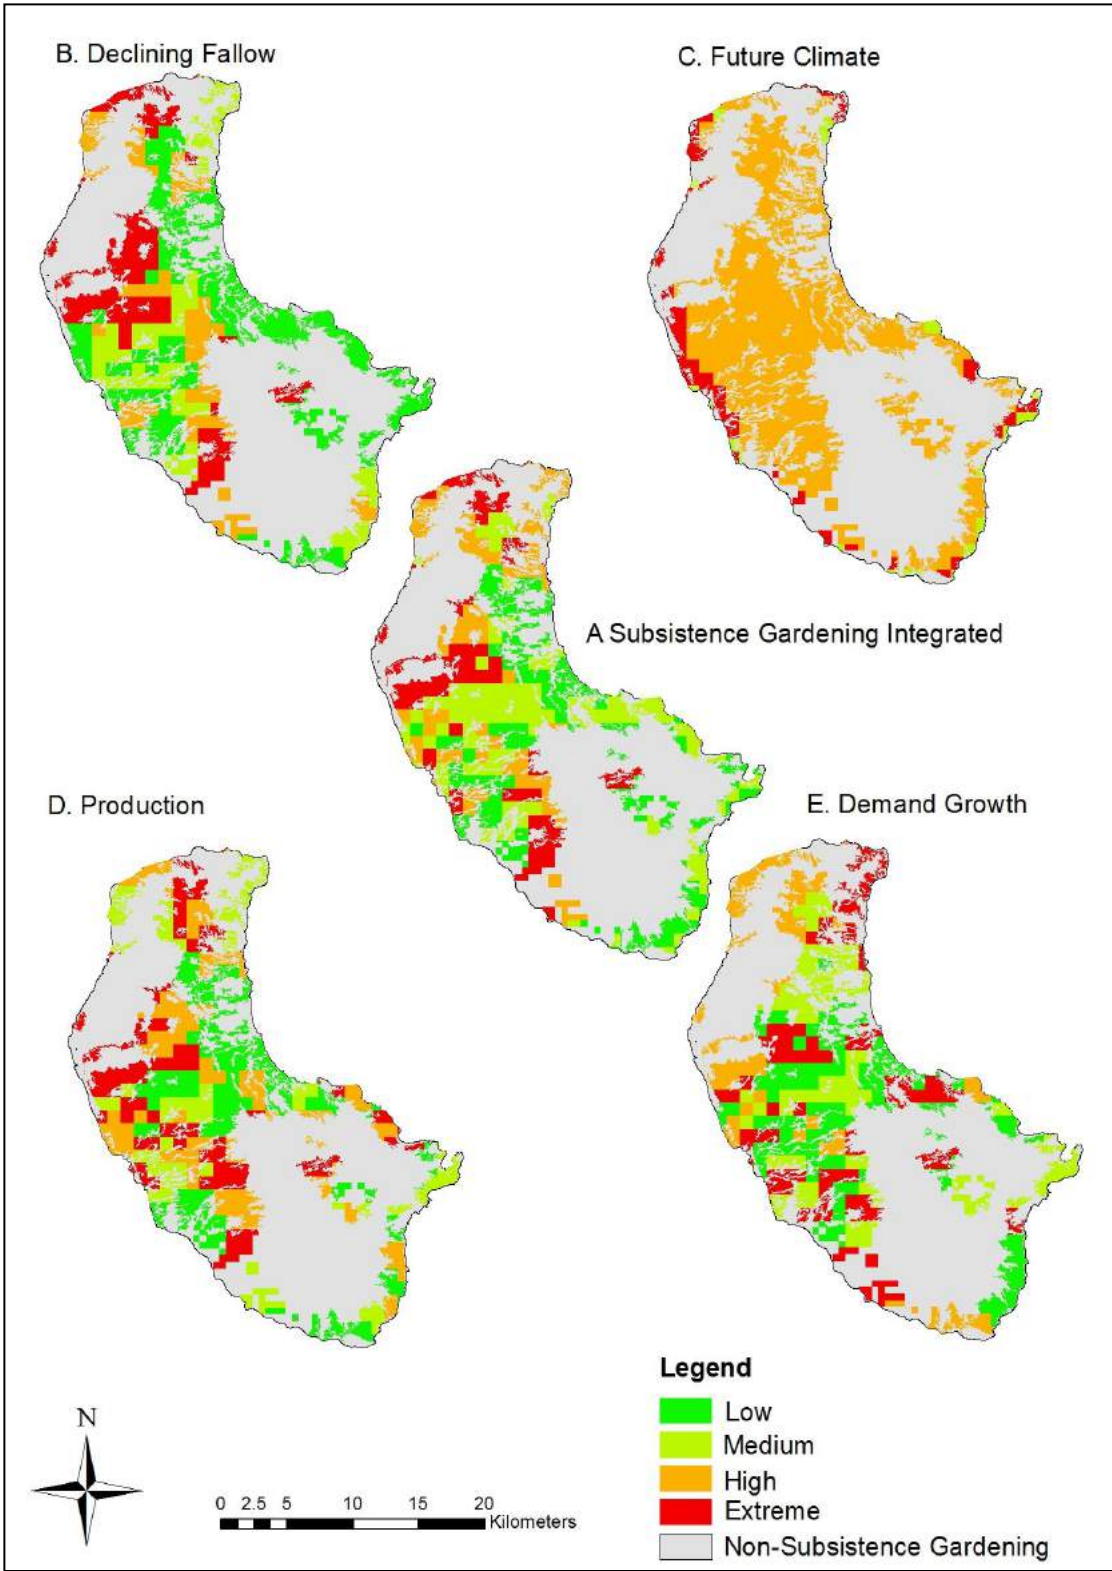 B. Declining Fallow
C. Future Climate
A Subsistence Gardening Integrated
D. Production
E. Demand Growth
Legend
Low
Medium
High
Extreme
Non-Subsistence Gardening
N
0 2.5 5 10 15 20
Kilometers